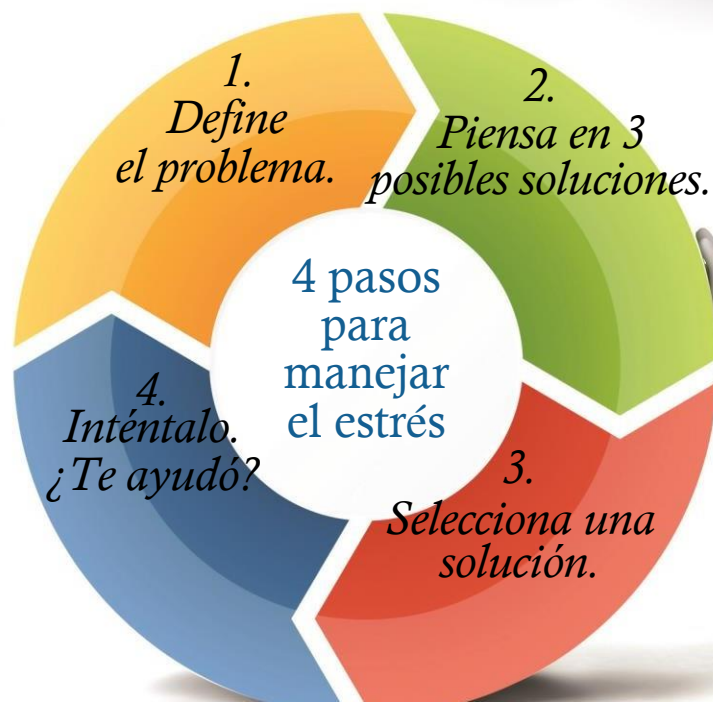 1.
Define
el problema.
2.
Piensa en 3
posibles soluciones.
4 pasos
para
manejar
el estrés
3.
Selecciona una
solución.
4.
Inténtalo.
¿Te ayudó?